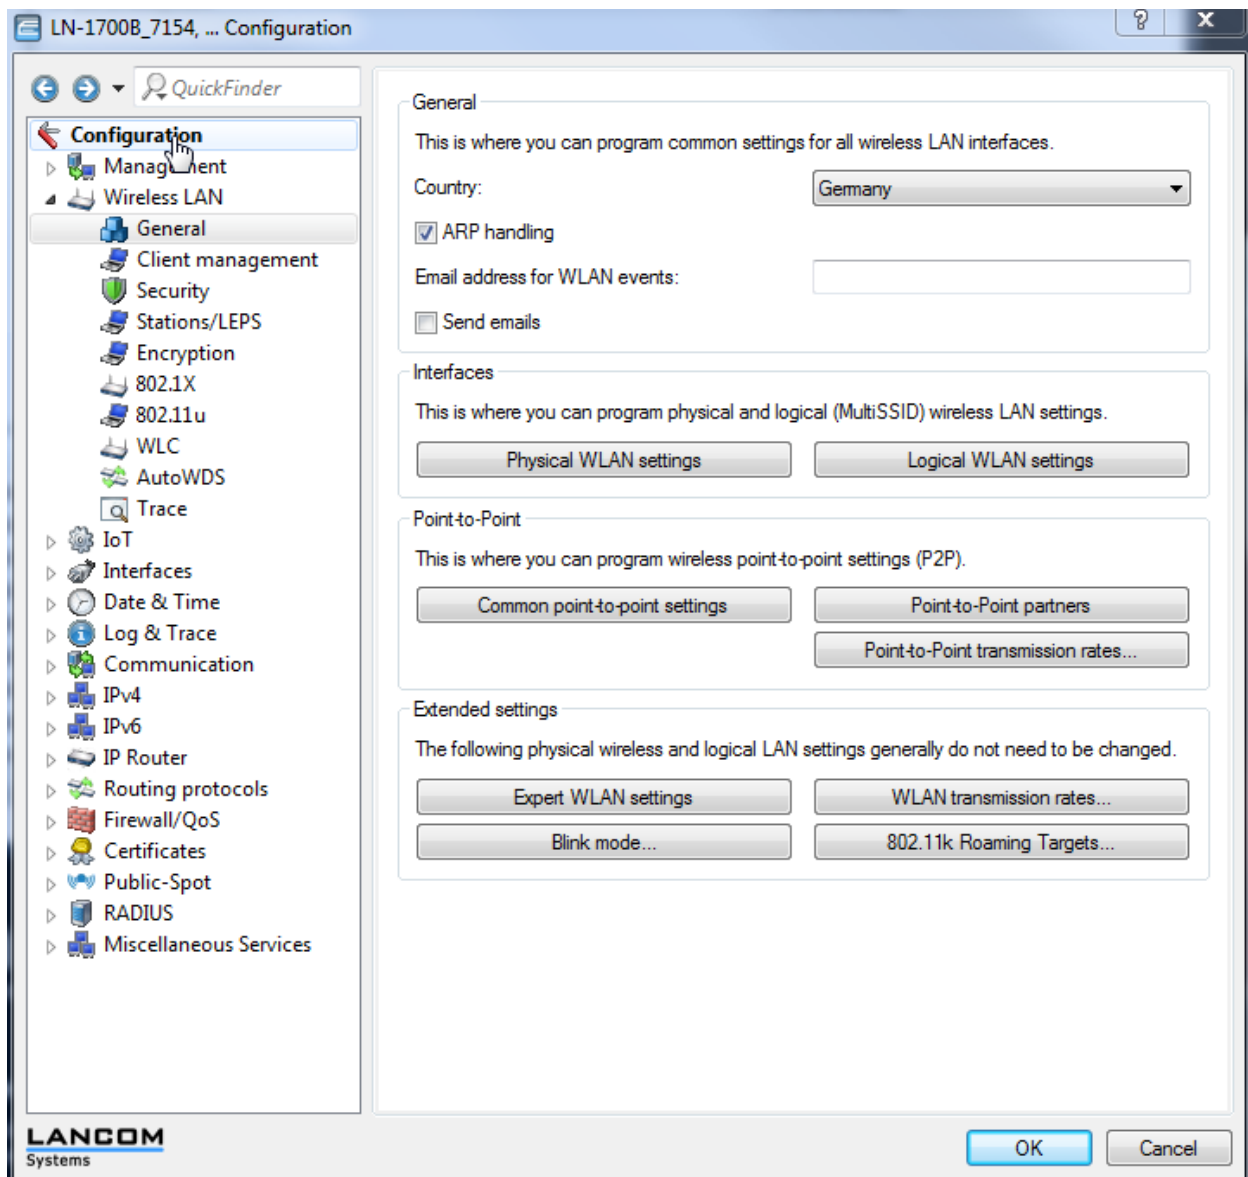 LN-1700B_7154, ... Configuration
? X
QuickFinder
Configuration
Management
Wireless LAN
General
Client management
Security
Stations/LEPS
Encryption
802.1X
802.11u
WLC
AutoWDS
Trace
IoT
Interfaces
Date & Time
Log & Trace
Communication
IPv4
IPv6
IP Router
Routing protocols
Firewall/QoS
Certificates
Public-Spot
RADIUS
Miscellaneous Services
General
This is where you can program common settings for all wireless LAN interfaces.
Country: Germany
ARP handling
Email address for WLAN events:
Send emails
Interfaces
This is where you can program physical and logical (MultiSSID) wireless LAN settings.
Physical WLAN settings Logical WLAN settings
Point-to-Point
This is where you can program wireless point-to-point settings (P2P).
Common point-to-point settings Point-to-Point partners
Point-to-Point transmission rates...
Extended settings
The following physical wireless and logical LAN settings generally do not need to be changed.
Expert WLAN settings WLAN transmission rates...
Blink mode... 802.11k Roaming Targets...
LANCOM
Systems
OK Cancel